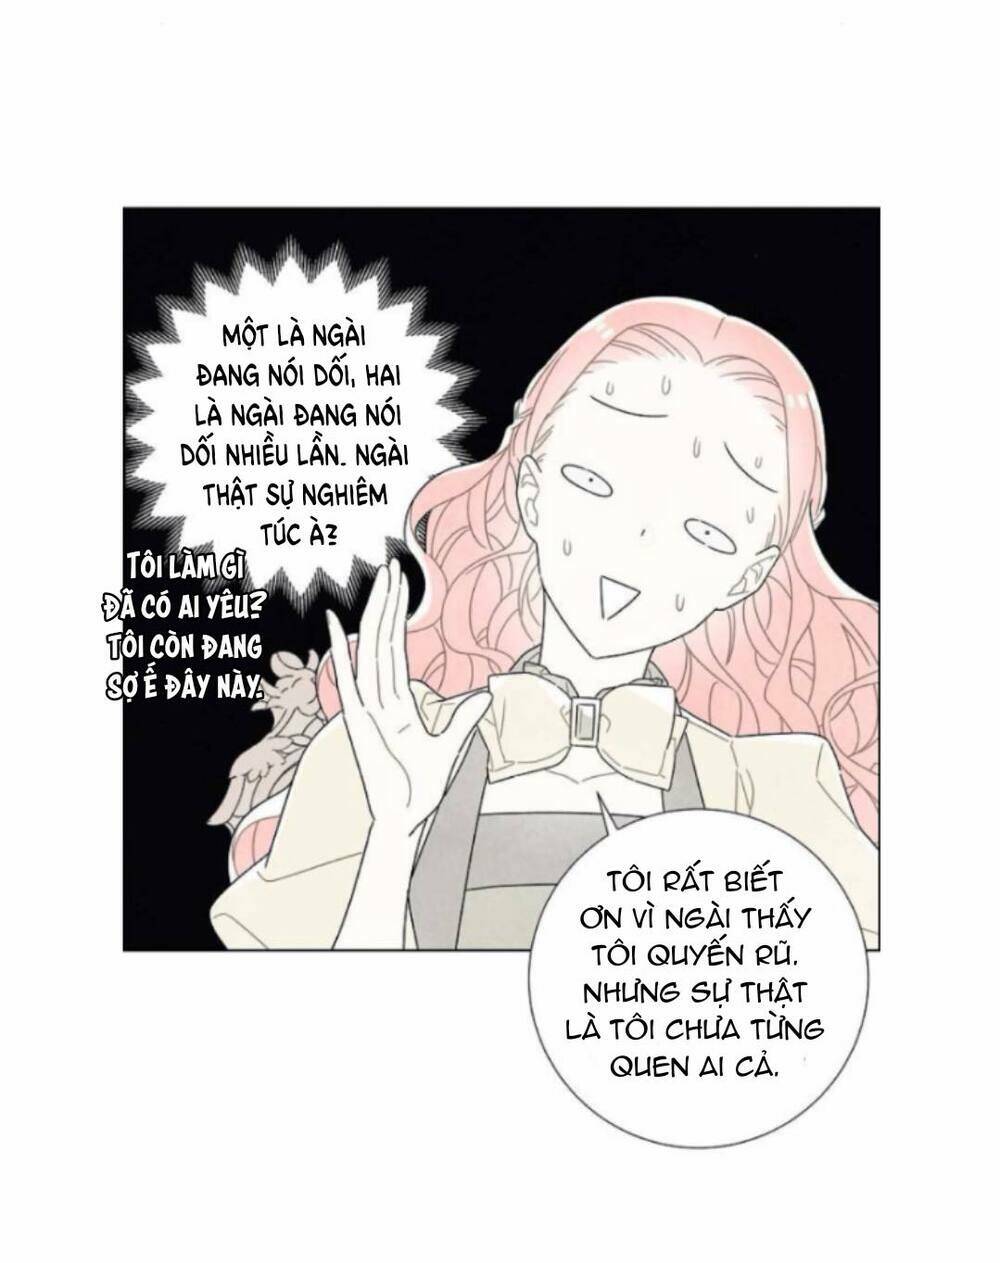 MỘT LÀ NGÀI
ĐANG NÓI DỐI, HAI
LÀ NGÀI ĐANG NÓI
DỐI NHIỀU LẦN. NGÀI
THẬT SỰ NGHIÊM
TÚC À?
TÔI LÀM GÌ
ĐÃ CÓ AI YÊU?
TÔI CÒN ĐANG
SỢ Ế ĐÂY NÀY.
TÔI RẤT BIẾT
ƠN VÌ NGÀI THẤY
TÔI QUYẾN RŨ.
NHƯNG SỰ THẬT
LÀ TÔI CHƯA TỪNG
QUEN AI CẢ.